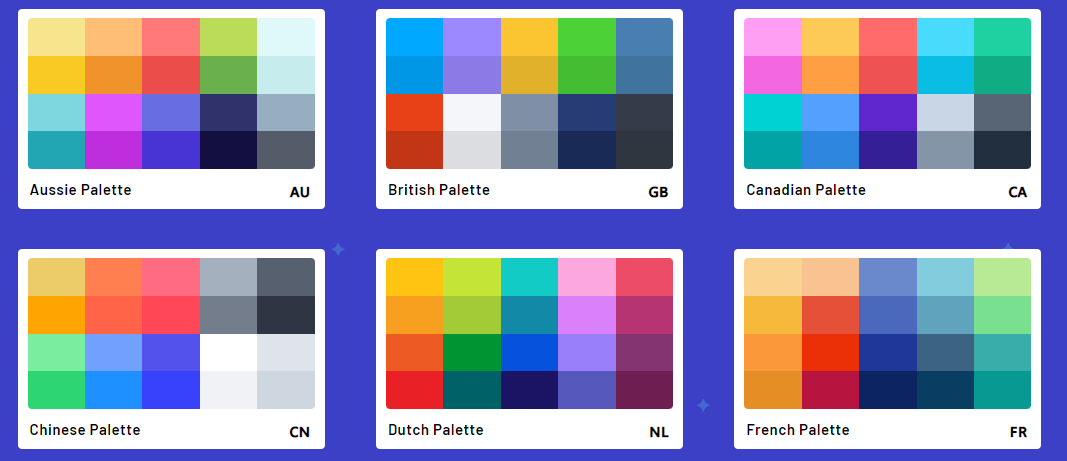 Aussie Palette AU
British Palette GB
Canadian Palette CA
Chinese Palette CN
Dutch Palette NL
French Palette FR